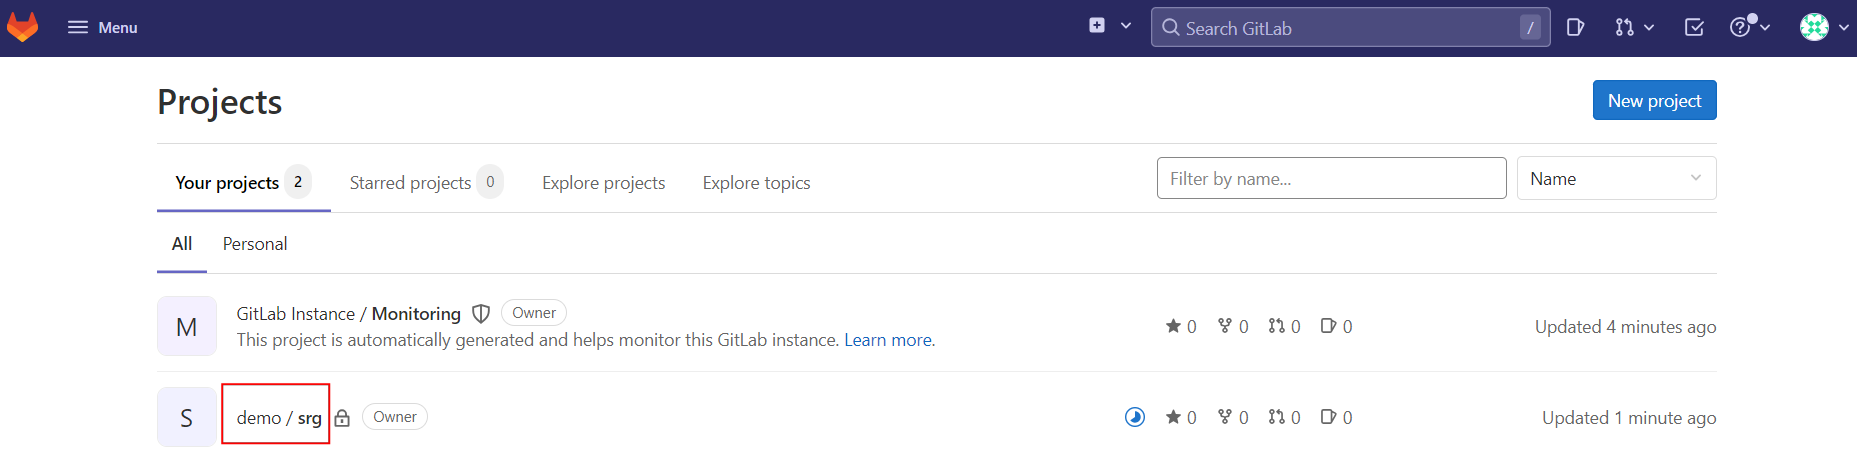 Menu
Search GitLab /
Projects
New project
Your projects 2 Starred projects 0 Explore projects Explore topics Filter by name... Name
All Personal
M GitLab Instance / Monitoring Owner 0 0 0 0 Updated 4 minutes ago
This project is automatically generated and helps monitor this GitLab instance. Learn more.
S demo / srg Owner 0 0 0 0 Updated 1 minute ago